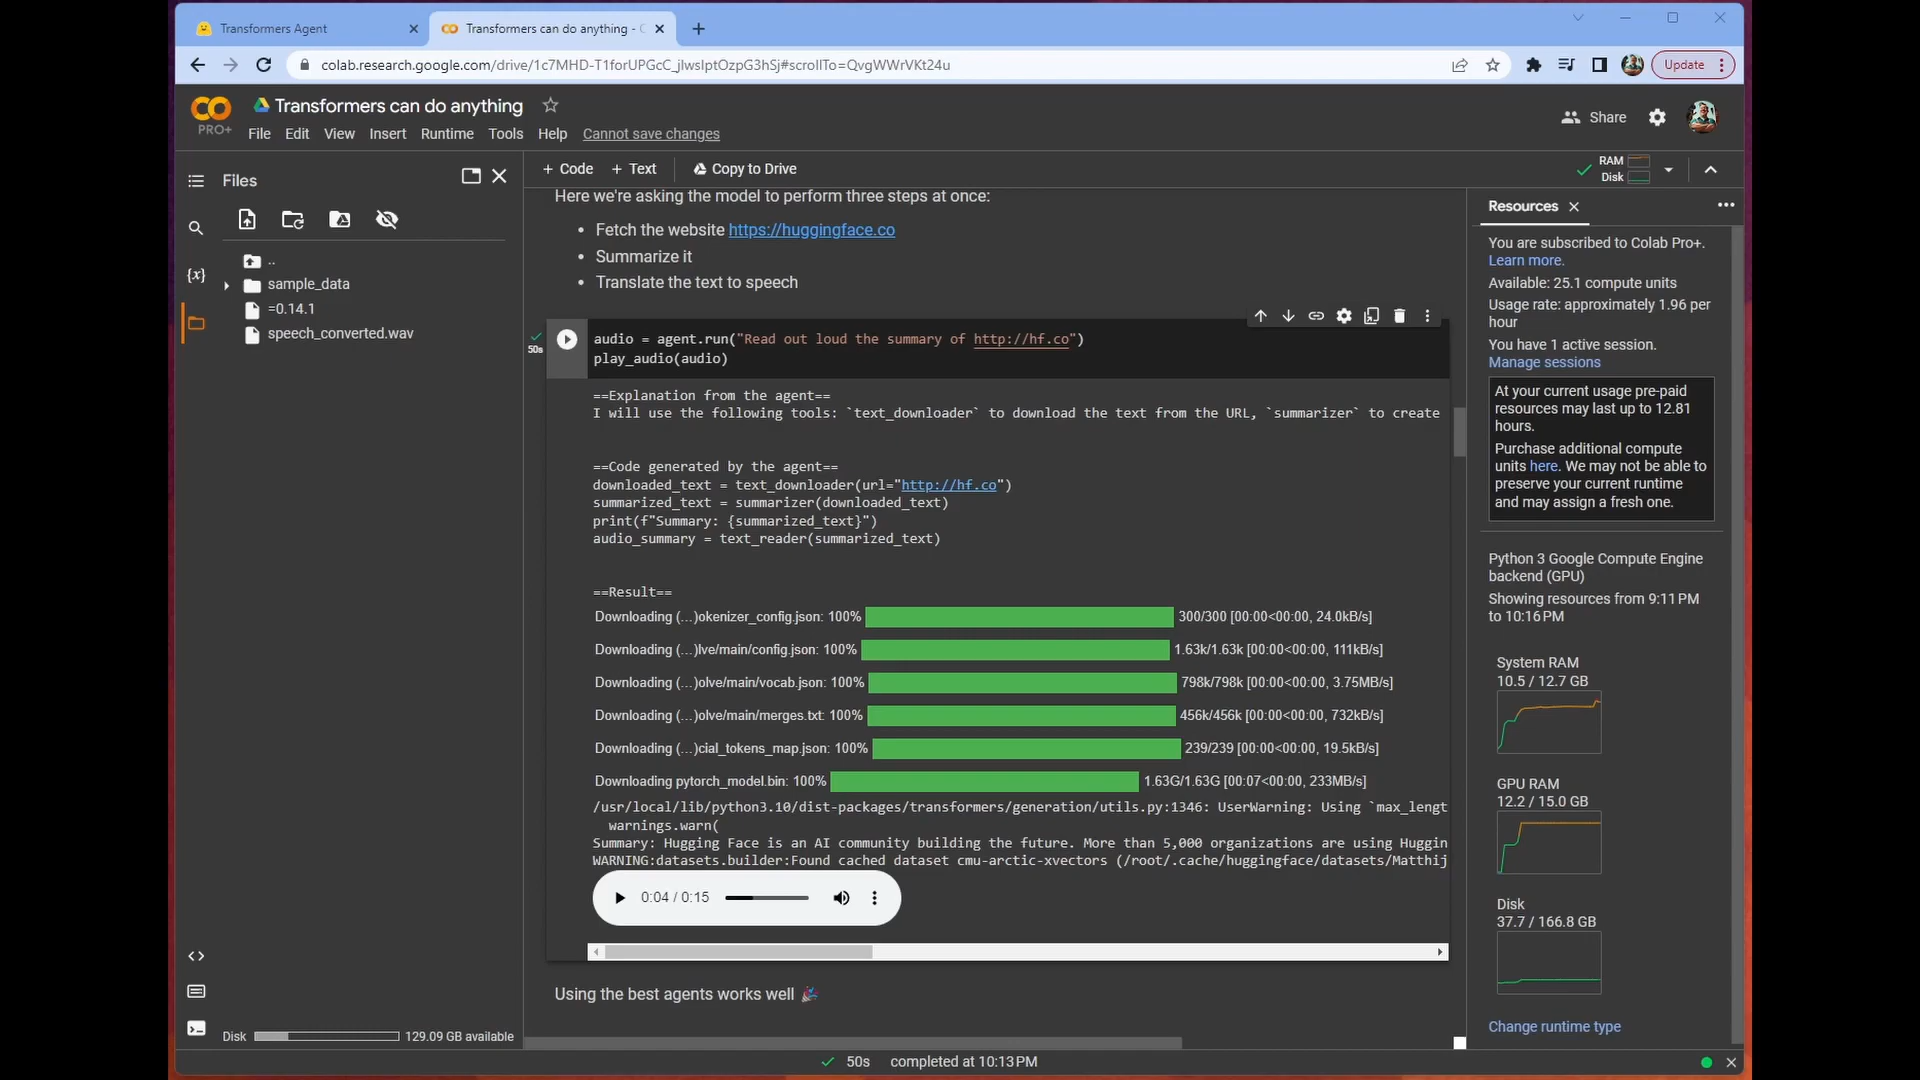 Transformers Agent
Transformers can do anything - C
colab.research.google.com/drive/1c7MHD-T1forUPGcC_jlwslptOzpG3hSj#scrollTo=QvgWWrVKt24u
Update
PRO+
Transformers can do anything
File Edit View Insert Runtime Tools Help Cannot save changes
Share
Files
..
sample_data
=0.14.1
speech_converted.wav
Disk 129.09 GB available
+ Code + Text Copy to Drive
RAM
Disk
Here we're asking the model to perform three steps at once:
• Fetch the website https://huggingface.co
• Summarize it
• Translate the text to speech
50s
audio = agent.run("Read out loud the summary of http://hf.co")
play_audio(audio)
==Explanation from the agent==
I will use the following tools: `text_downloader` to download the text from the URL, `summarizer` to create
==Code generated by the agent==
downloaded_text = text_downloader(url="http://hf.co")
summarized_text = summarizer(downloaded_text)
print(f"Summary: {summarized_text}")
audio_summary = text_reader(summarized_text)
==Result==
Downloading (...)okenizer_config.json: 100% 300/300 [00:00<00:00, 24.0kB/s]
Downloading (...)lve/main/config.json: 100% 1.63k/1.63k [00:00<00:00, 111kB/s]
Downloading (...)olve/main/vocab.json: 100% 798k/798k [00:00<00:00, 3.75MB/s]
Downloading (...)olve/main/merges.txt: 100% 456k/456k [00:00<00:00, 732kB/s]
Downloading (...)cial_tokens_map.json: 100% 239/239 [00:00<00:00, 19.5kB/s]
Downloading pytorch_model.bin: 100% 1.63G/1.63G [00:07<00:00, 233MB/s]
/usr/local/lib/python3.10/dist-packages/transformers/generation/utils.py:1346: UserWarning: Using `max_lengt
warnings.warn(
Summary: Hugging Face is an AI community building the future. More than 5,000 organizations are using Huggin
WARNING:datasets.builder:Found cached dataset cmu-arctic-xvectors (/root/.cache/huggingface/datasets/Matthij
0:04 / 0:15
Using the best agents works well 🎉
Resources
You are subscribed to Colab Pro+.
Learn more.
Available: 25.1 compute units
Usage rate: approximately 1.96 per
hour
You have 1 active session.
Manage sessions
At your current usage pre-paid
resources may last up to 12.81
hours.
Purchase additional compute
units here. We may not be able to
preserve your current runtime
and may assign a fresh one.
Python 3 Google Compute Engine
backend (GPU)
Showing resources from 9:11 PM
to 10:16 PM
System RAM
10.5 / 12.7 GB
GPU RAM
12.2 / 15.0 GB
Disk
37.7 / 166.8 GB
Change runtime type
50s completed at 10:13 PM